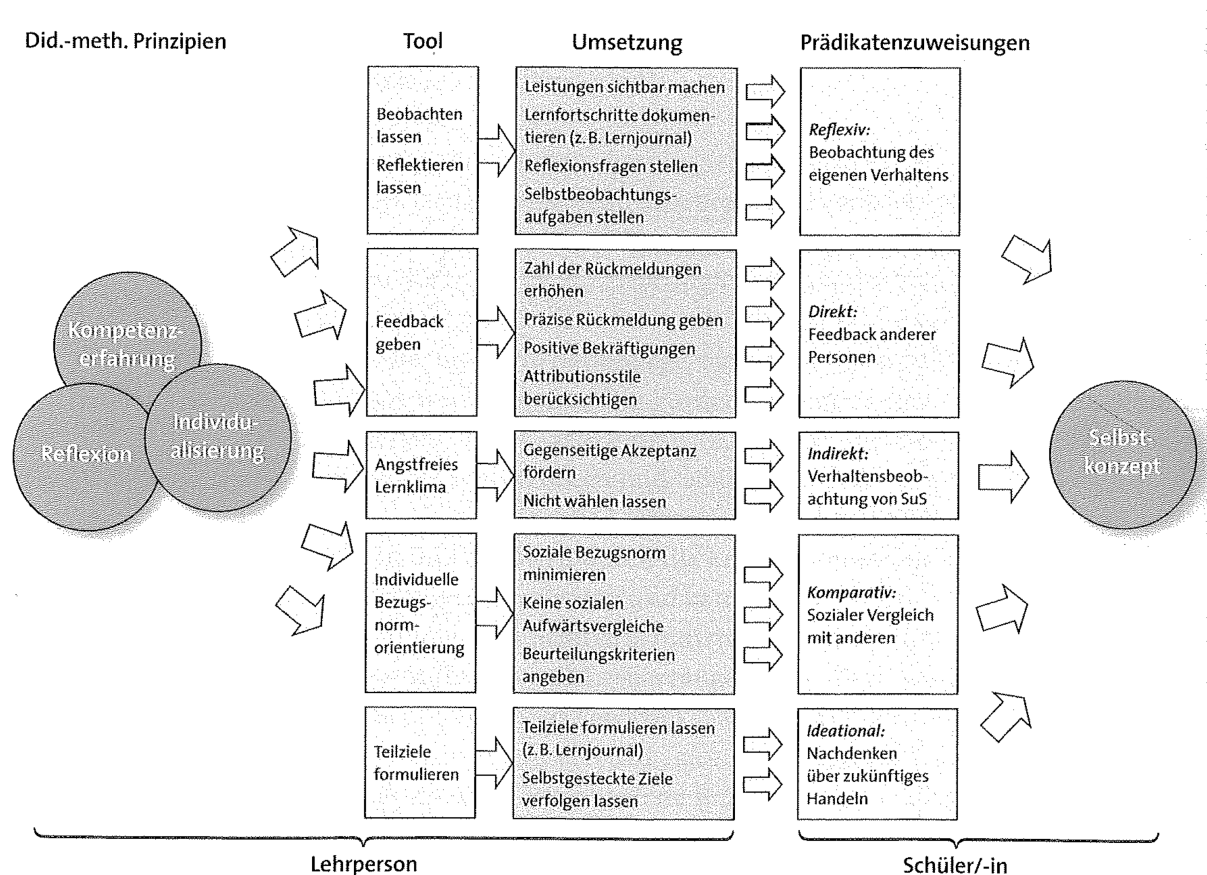 Did.-meth. Prinzipien
Tool
Umsetzung
Prädikatenzuweisungen
Kompetenz-
erfahrung
Reflexion
Individu-
alisierung
Beobachten
lassen
Reflektieren
lassen
Leistungen sichtbar machen
Lernfortschritte dokumen-
tieren (z. B. Lernjournal)
Reflexionsfragen stellen
Selbstbeobachtungs-
aufgaben stellen
Reflexiv:
Beobachtung des
eigenen Verhaltens
Feedback
geben
Zahl der Rückmeldungen
erhöhen
Präzise Rückmeldung geben
Positive Bekräftigungen
Attributionsstile
berücksichtigen
Direkt:
Feedback anderer
Personen
Angstfreies
Lernklima
Gegenseitige Akzeptanz
fördern
Nicht wählen lassen
Indirekt:
Verhaltensbeob-
achtung von SuS
Individuelle
Bezugs-
norm-
orientierung
Soziale Bezugsnorm
minimieren
Keine sozialen
Aufwärtsvergleiche
Beurteilungskriterien
angeben
Komparativ:
Sozialer Vergleich
mit anderen
Teilziele
formulieren
Teilziele formulieren lassen
(z. B. Lernjournal)
Selbstgesteckte Ziele
verfolgen lassen
Ideational:
Nachdenken
über zukünftiges
Handeln
Selbst-
konzept
Lehrperson
Schüler/-in